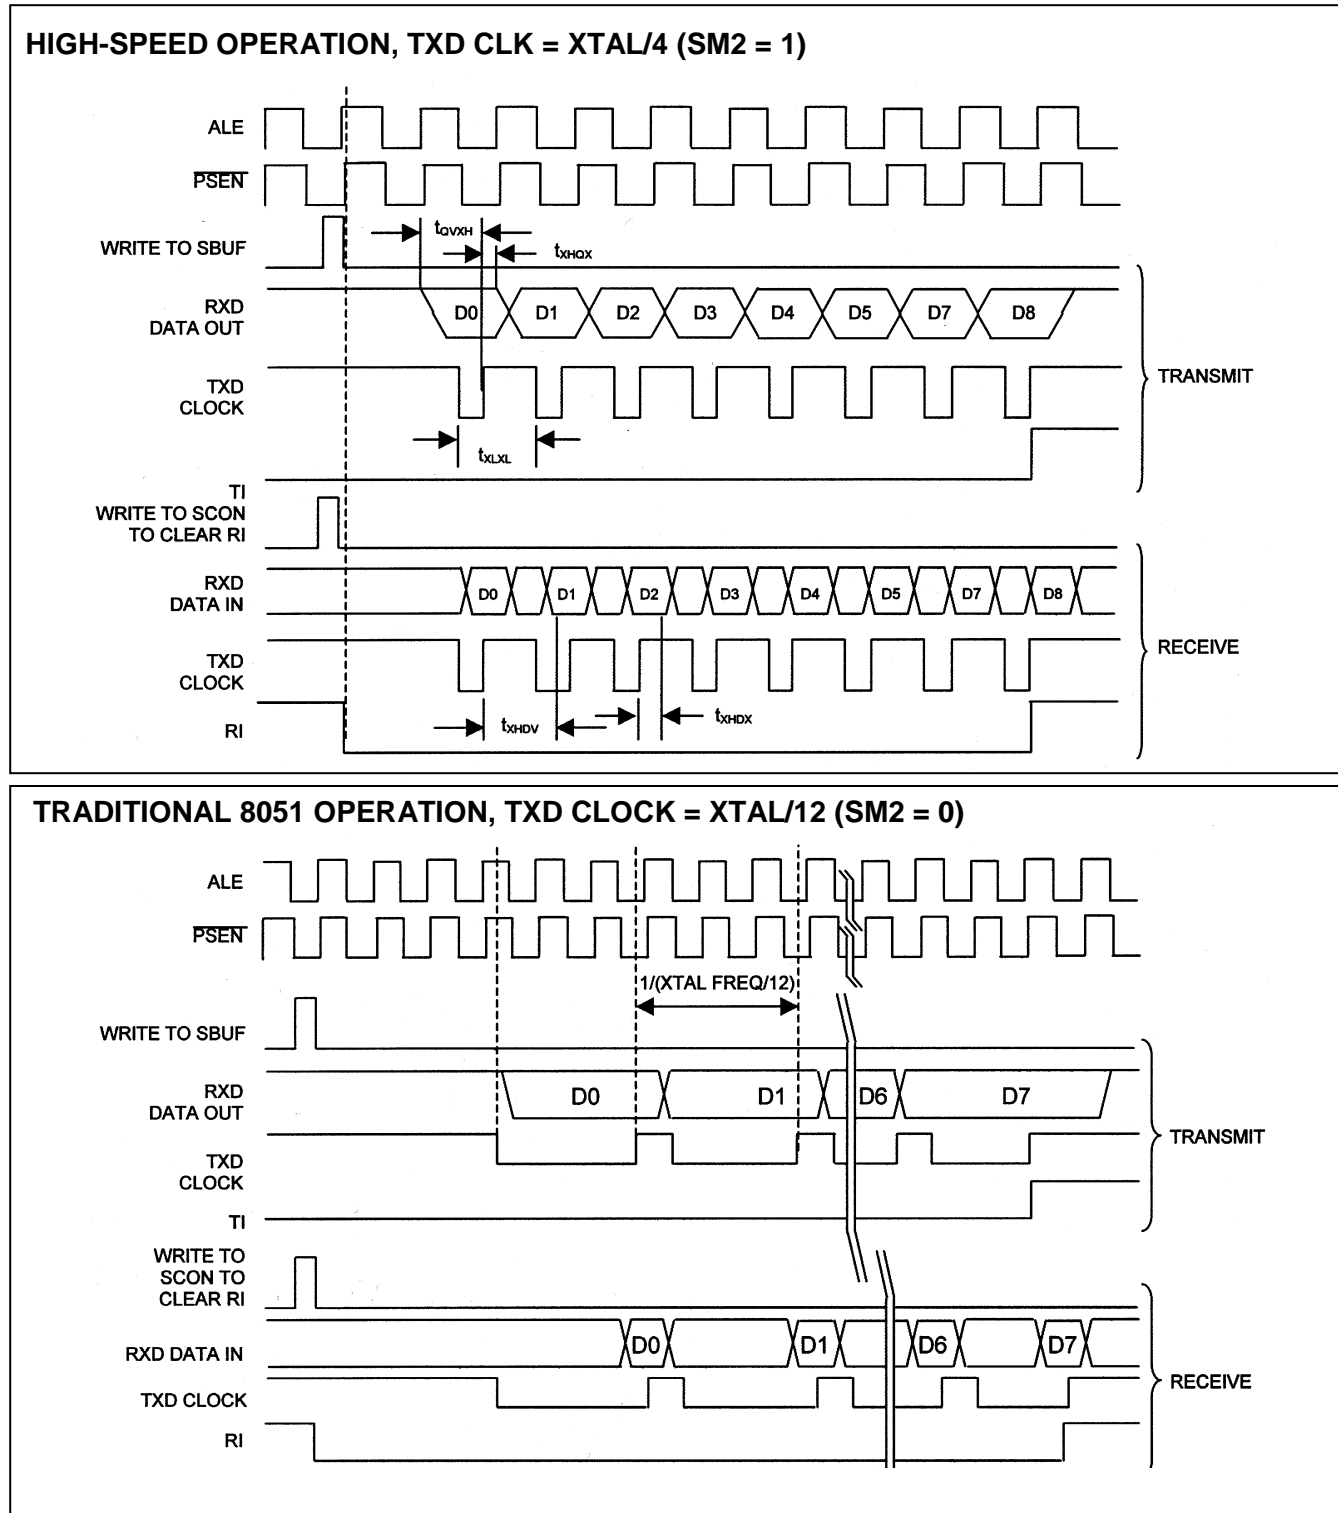 HIGH-SPEED OPERATION, TXD CLK = XTAL/4 (SM2 = 1)
ALE
PSEN
WRITE TO SBUF
tQVXH
tXHQX
RXD
DATA OUT
D0 D1 D2 D3 D4 D5 D7 D8
TXD
CLOCK
TRANSMIT
tXLXL
TI
WRITE TO SCON
TO CLEAR RI
RXD
DATA IN
D0 D1 D2 D3 D4 D5 D7 D8
TXD
CLOCK
RECEIVE
RI
tXHDV
tXHDX
TRADITIONAL 8051 OPERATION, TXD CLOCK = XTAL/12 (SM2 = 0)
ALE
PSEN
1/(XTAL FREQ/12)
WRITE TO SBUF
RXD
DATA OUT
D0 D1 D6 D7
TXD
CLOCK
TRANSMIT
TI
WRITE TO
SCON TO
CLEAR RI
RXD DATA IN
D0 D1 D6 D7
TXD CLOCK
RECEIVE
RI